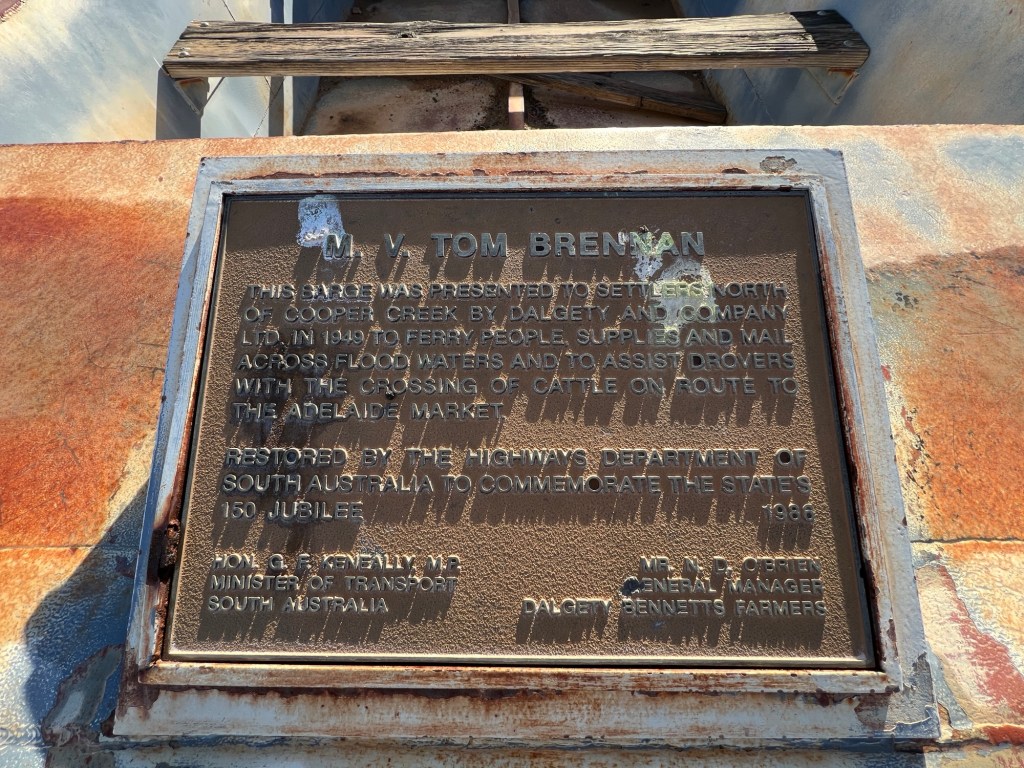 M. V. TOM BRENNAN
THIS BARGE WAS PRESENTED TO SETTLERS NORTH
OF COOPER CREEK BY DALGETY AND COMPANY
LTD. IN 1949 TO FERRY PEOPLE, SUPPLIES AND MAIL
ACROSS FLOOD WATERS AND TO ASSIST DROVERS
WITH THE CROSSING OF CATTLE ON ROUTE TO
THE ADELAIDE MARKET.
RESTORED BY THE HIGHWAYS DEPARTMENT OF
SOUTH AUSTRALIA TO COMMEMORATE THE STATE'S
150 JUBILEE 1986
HON. G. F. KENEALLY, M.P. MR. N. D. O'BRIEN
MINISTER OF TRANSPORT GENERAL MANAGER
SOUTH AUSTRALIA DALGETY BENNETTS FARMERS